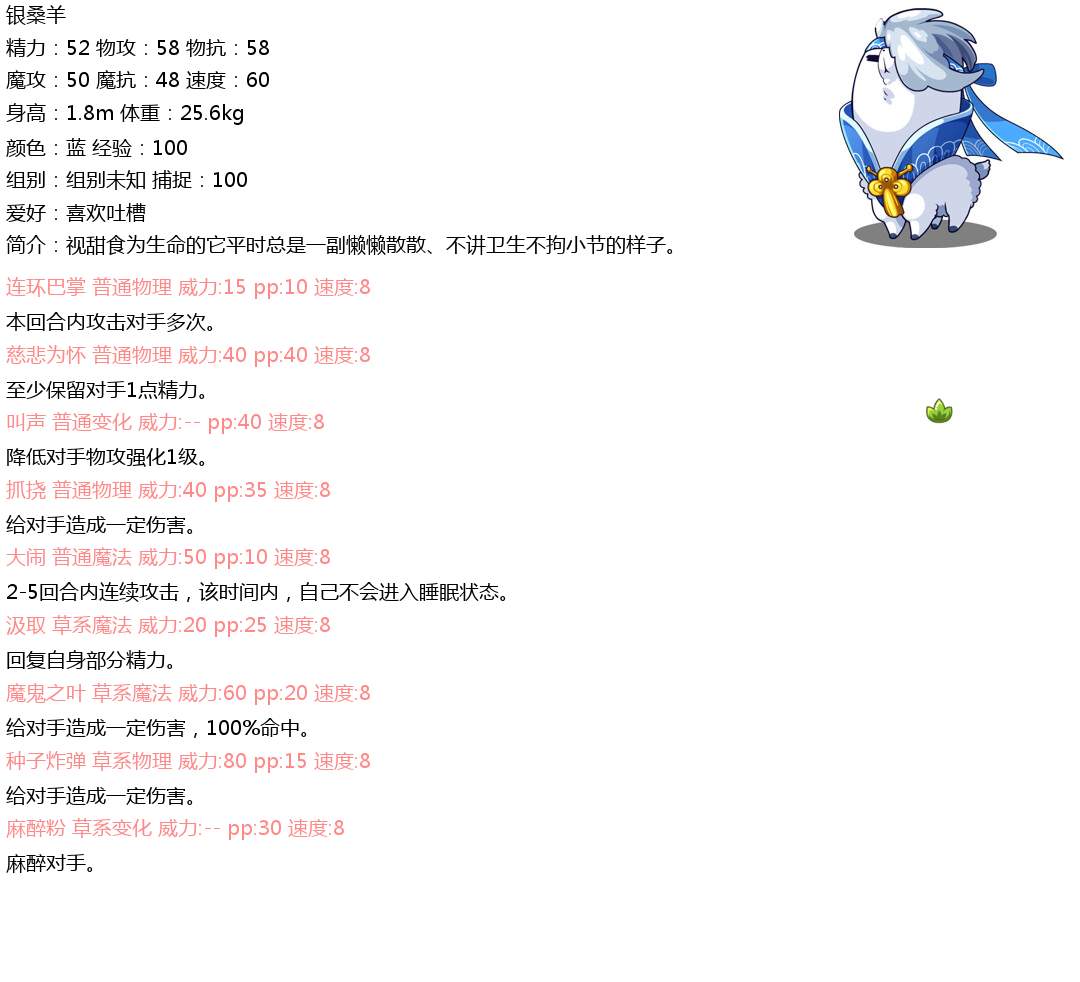 银桑羊
精力：52 物攻：58 物抗：58
魔攻：50 魔抗：48 速度：60
身高：1.8m 体重：25.6kg
颜色：蓝 经验：100
组别：组别未知 捕捉：100
爱好：喜欢吐槽
简介：视甜食为生命的它平时总是一副懒懒散散、不讲卫生不拘小节的样子。
连环巴掌 普通物理 威力:15 pp:10 速度:8
本回合内攻击对手多次。
慈悲为怀 普通物理 威力:40 pp:40 速度:8
至少保留对手1点精力。
叫声 普通变化 威力:-- pp:40 速度:8
降低对手物攻强化1级。
抓挠 普通物理 威力:40 pp:35 速度:8
给对手造成一定伤害。
大闹 普通魔法 威力:50 pp:10 速度:8
2-5回合内连续攻击，该时间内，自己不会进入睡眠状态。
汲取 草系魔法 威力:20 pp:25 速度:8
回复自身部分精力。
魔鬼之叶 草系魔法 威力:60 pp:20 速度:8
给对手造成一定伤害，100%命中。
种子炸弹 草系物理 威力:80 pp:15 速度:8
给对手造成一定伤害。
麻醉粉 草系变化 威力:-- pp:30 速度:8
麻醉对手。